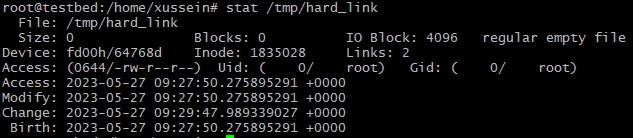 root@testbed:/home/xussein# stat /tmp/hard_link
  File: /tmp/hard_link
  Size: 0               Blocks: 0          IO Block: 4096   regular empty file
Device: fd00h/64768d    Inode: 1835028     Links: 2
Access: (0644/-rw-r--r--)  Uid: (    0/    root)   Gid: (    0/    root)
Access: 2023-05-27 09:27:50.275895291 +0000
Modify: 2023-05-27 09:27:50.275895291 +0000
Change: 2023-05-27 09:29:47.989339027 +0000
 Birth: 2023-05-27 09:27:50.275895291 +0000